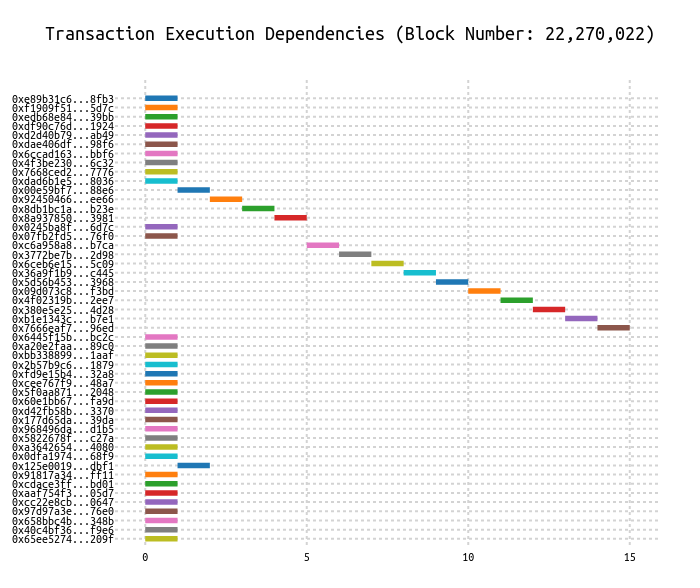 Transaction Execution Dependencies (Block Number: 22,270,022)
0xe89b31c6...8fb3
0xf1909f51...5d7c
0xedb68e84...39bb
0xdf90c76d...1924
0xd2d40b79...ab49
0xdae406df...98f6
0x6ccad163...bbf6
0x4f3be230...6c32
0x7668ced2...7776
0xdad6b1e5...8036
0x00e59bf7...88e6
0x92450466...ee66
0x8db1bc1a...b23e
0x8a937850...3981
0x0245ba8f...6d7c
0x07fb2fd5...76f0
0xc6a958a8...b7ca
0x3772be7b...2d98
0x6ceb6e15...5c09
0x36a9f1b9...c445
0x5d56b453...3968
0x09d073c8...f3bd
0x4f02319b...2ee7
0x380e5e25...4d28
0xb1e1343c...b7e1
0x7666eaf7...96ed
0x6445f15b...bc2c
0xa20e2faa...89c0
0xbb338899...1aaf
0x2b57b9c6...1879
0xfd9e15b4...32a8
0xcee767f9...48a7
0x5f0aa871...2048
0x60e1bb67...fa9d
0xd42fb58b...3370
0x177d65da...39da
0x968496da...d1b5
0x5822678f...c27a
0xa3642654...4080
0x0dfa1974...68f9
0x125e0019...dbf1
0x91817a34...ff11
0xcdace3ff...bd01
0xaaf754f3...05d7
0xcc22e8cb...0647
0x97d97a3e...76e0
0x658bbc4b...348b
0x40c4bf36...f9e6
0x65ee5274...209f
0 5 10 15